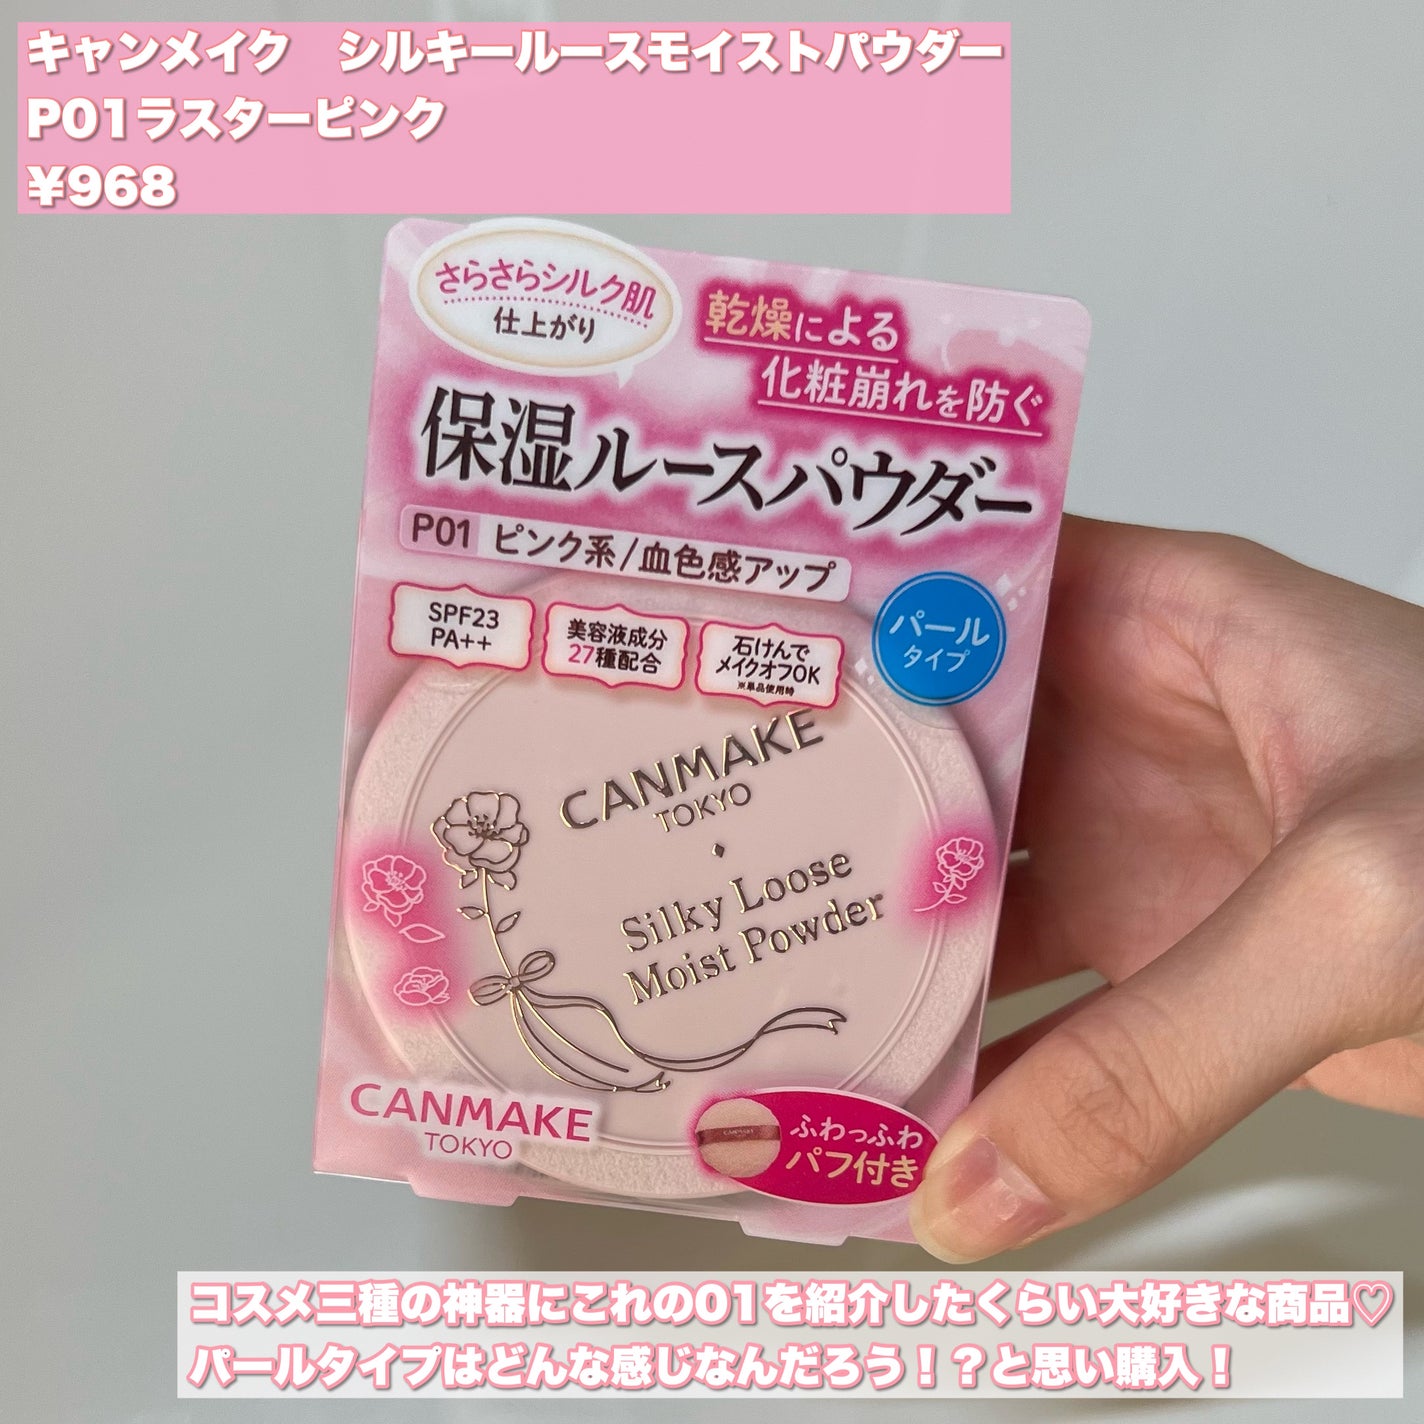 キャンメイク　シルキールースモイストパウダー
P01ラスターピンク
¥968
さらさらシルク肌
仕上がり
乾燥による
化粧崩れを防ぐ
保湿ルースパウダー
P01 ピンク系/血色感アップ
SPF23
PA++
美容液成分
27種配合
石けんで
メイクオフOK
※単品使用時
パール
タイプ
CANMAKE
TOKYO
Silky Loose
Moist Powder
CANMAKE
TOKYO
ふわっふわ
パフ付き
コスメ三種の神器にこれの01を紹介したくらい大好きな商品♡
パールタイプはどんな感じなんだろう！？と思い購入！